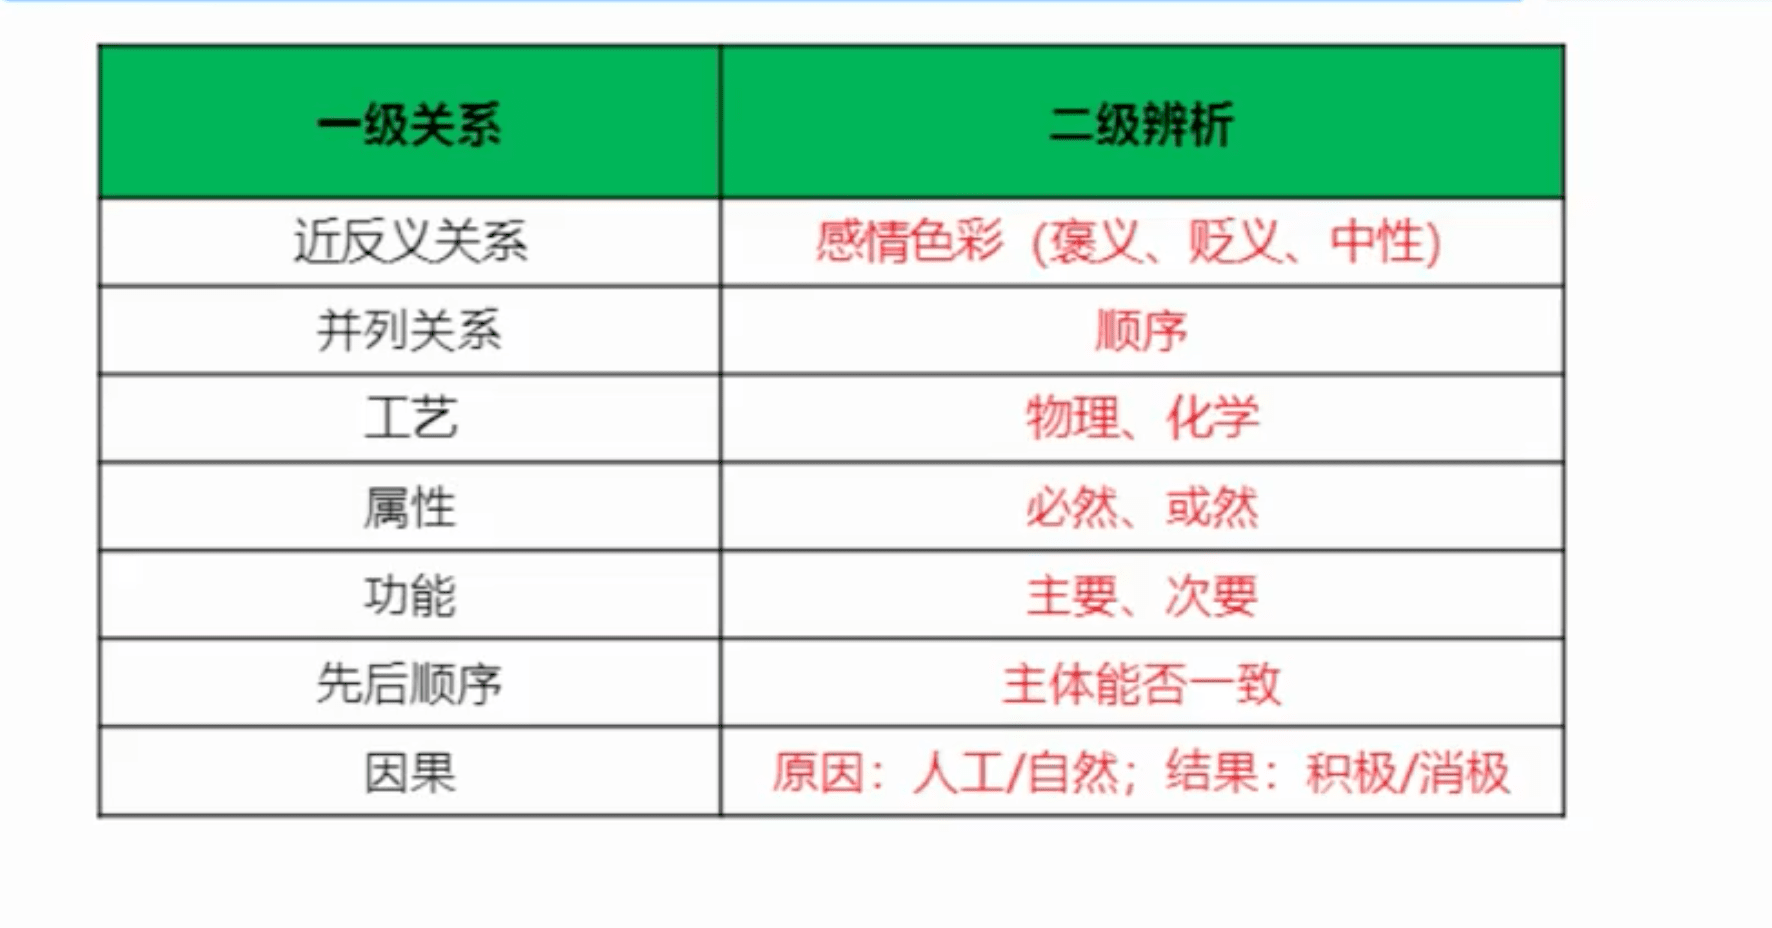 一级关系 二级辨析
近反义关系 感情色彩（褒义、贬义、中性）
并列关系 顺序
工艺 物理、化学
属性 必然、或然
功能 主要、次要
先后顺序 主体能否一致
因果 原因：人工/自然；结果：积极/消极